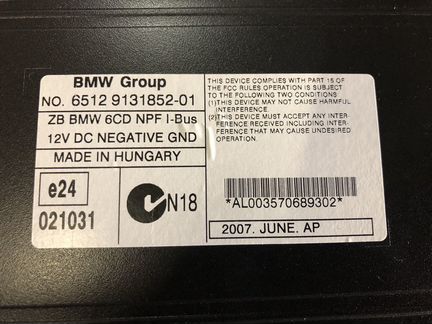 BMW Group
NO. 6512 9131852-01
ZB BMW 6CD NPF I-Bus
12V DC NEGATIVE GND
MADE IN HUNGARY
e24
021031
N18
THIS DEVICE COMPLIES WITH PART 15 OF
THE FCC RULES OPERATION IS SUBJECT
TO THE FOLLOWING TWO CONDITIONS
(1)THIS DEVICE MAY NOT CAUSE HARMFUL
INTERFERENCE.
(2)THIS DEVICE MUST ACCEPT ANY INTER-
FERENCE RECEIVED INCLUDING INTER-
FERENCE THAT MAY CAUSE UNDESIRED
OPERATION.
*AL003570689302*
2007. JUNE. AP